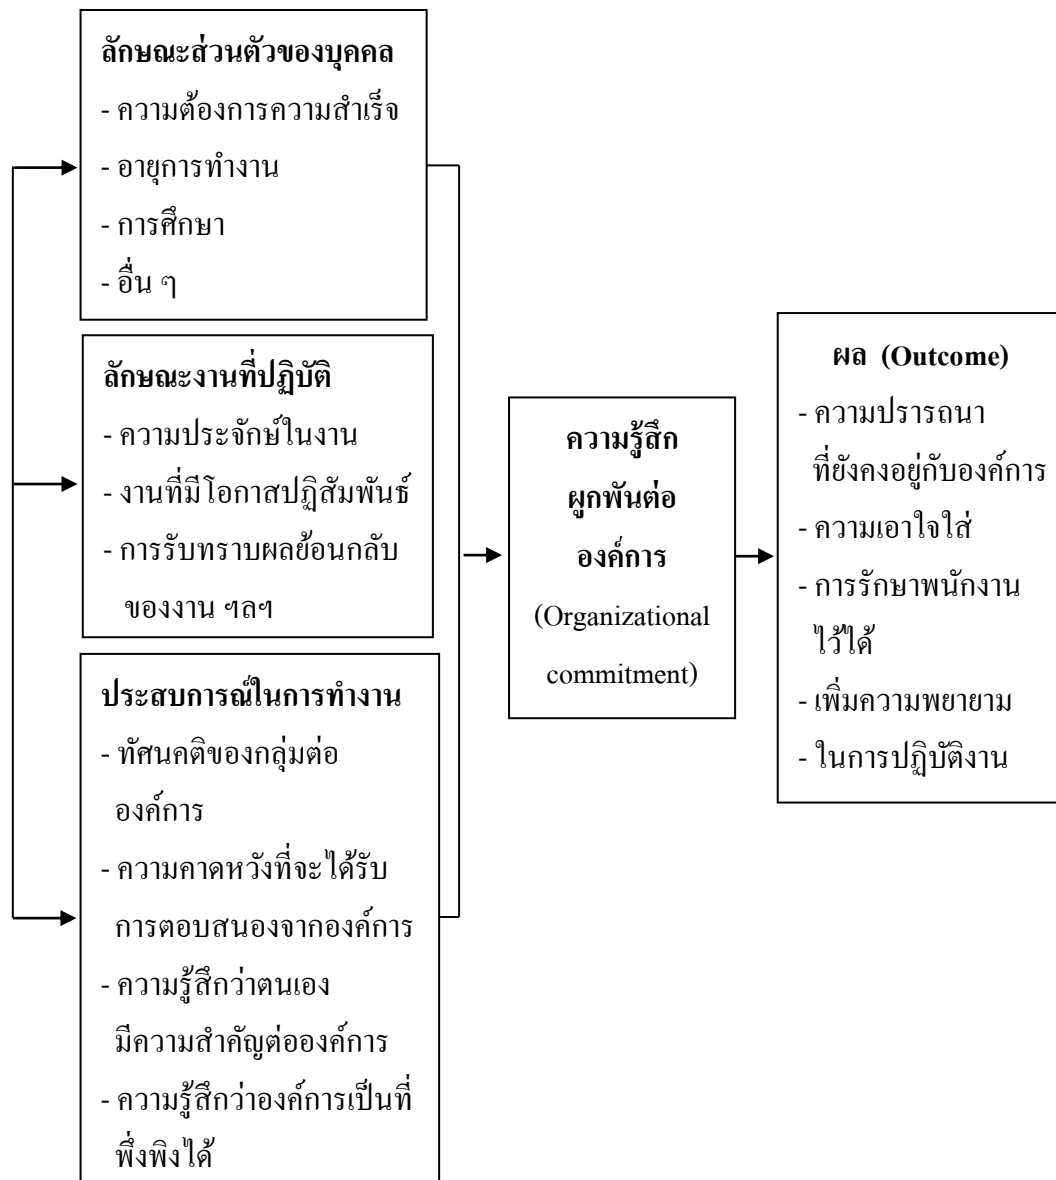 ลักษณะส่วนตัวของบุคคล
- ความต้องการความสำเร็จ
- อายุการทำงาน
- การศึกษา
- อื่น ๆ
ลักษณะงานที่ปฏิบัติ
- ความประจักษ์ในงาน
- งานที่มีโอกาสปฏิสัมพันธ์
- การรับทราบผลย้อนกลับ
ของงาน ฯลฯ
ประสบการณ์ในการทำงาน
- ทัศนคติของกลุ่มต่อ
องค์การ
- ความคาดหวังที่จะได้รับ
การตอบสนองจากองค์การ
- ความรู้สึกว่าตนเอง
มีความสำคัญต่อองค์การ
- ความรู้สึกว่าองค์การเป็นที่
พึ่งพิงได้
ความรู้สึก
ผูกพันต่อ
องค์การ
(Organizational
commitment)
ผล (Outcome)
- ความปรารถนา
ที่ยังคงอยู่กับองค์การ
- ความเอาใจใส่
- การรักษาพนักงาน
ไว้ได้
- เพิ่มความพยายาม
- ในการปฏิบัติงาน